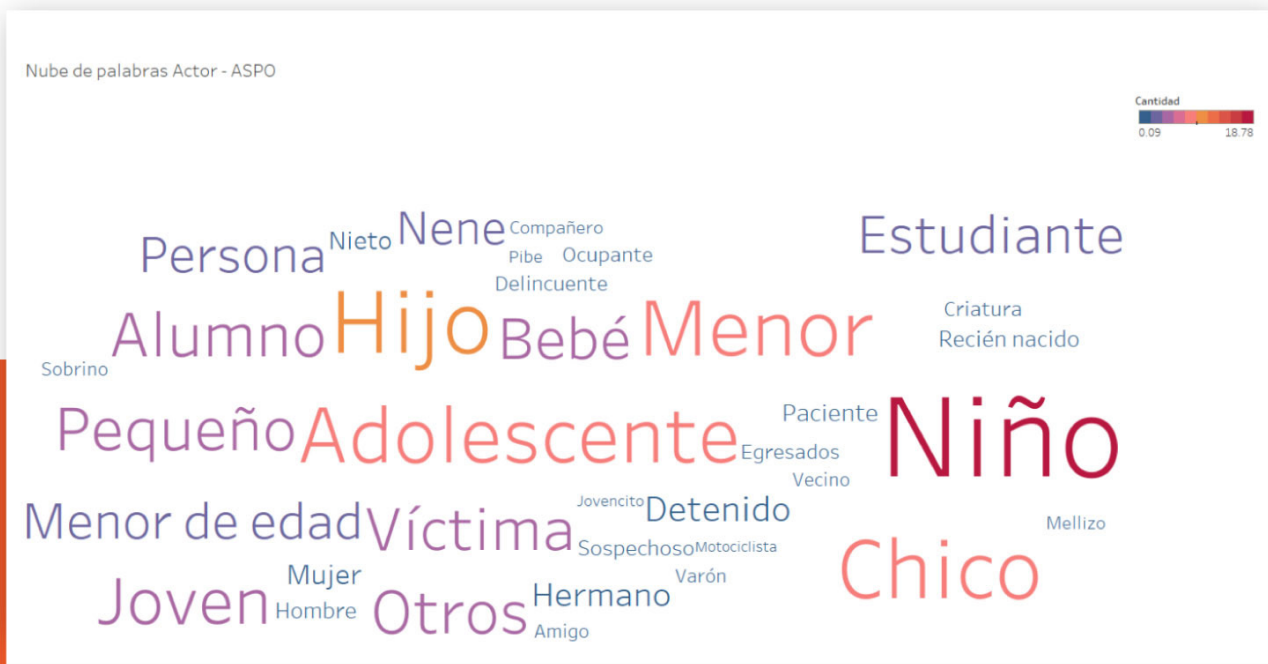 Nube de palabras Actor - ASPO
Cantidad
0.09 18.78
Persona Nieto Nene Compañero Estudiante
Pibe Ocupante
Delincuente
Alumno Hijo Bebé Menor Criatura
Recién nacido
Sobrino
Pequeño Adolescente Paciente Niño
Egresados
Vecino
Menor de edad Víctima Jovencito Detenido Mellizo
Sospechoso Motociclista
Joven Mujer Varón Chico
Hombre Otros Hermano
Amigo